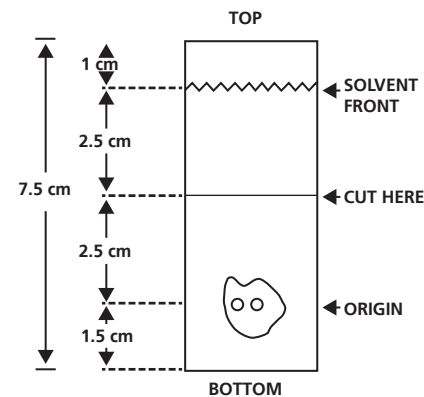 TOP
1 cm
SOLVENT
FRONT
2.5 cm
7.5 cm
CUT HERE
2.5 cm
ORIGIN
1.5 cm
BOTTOM